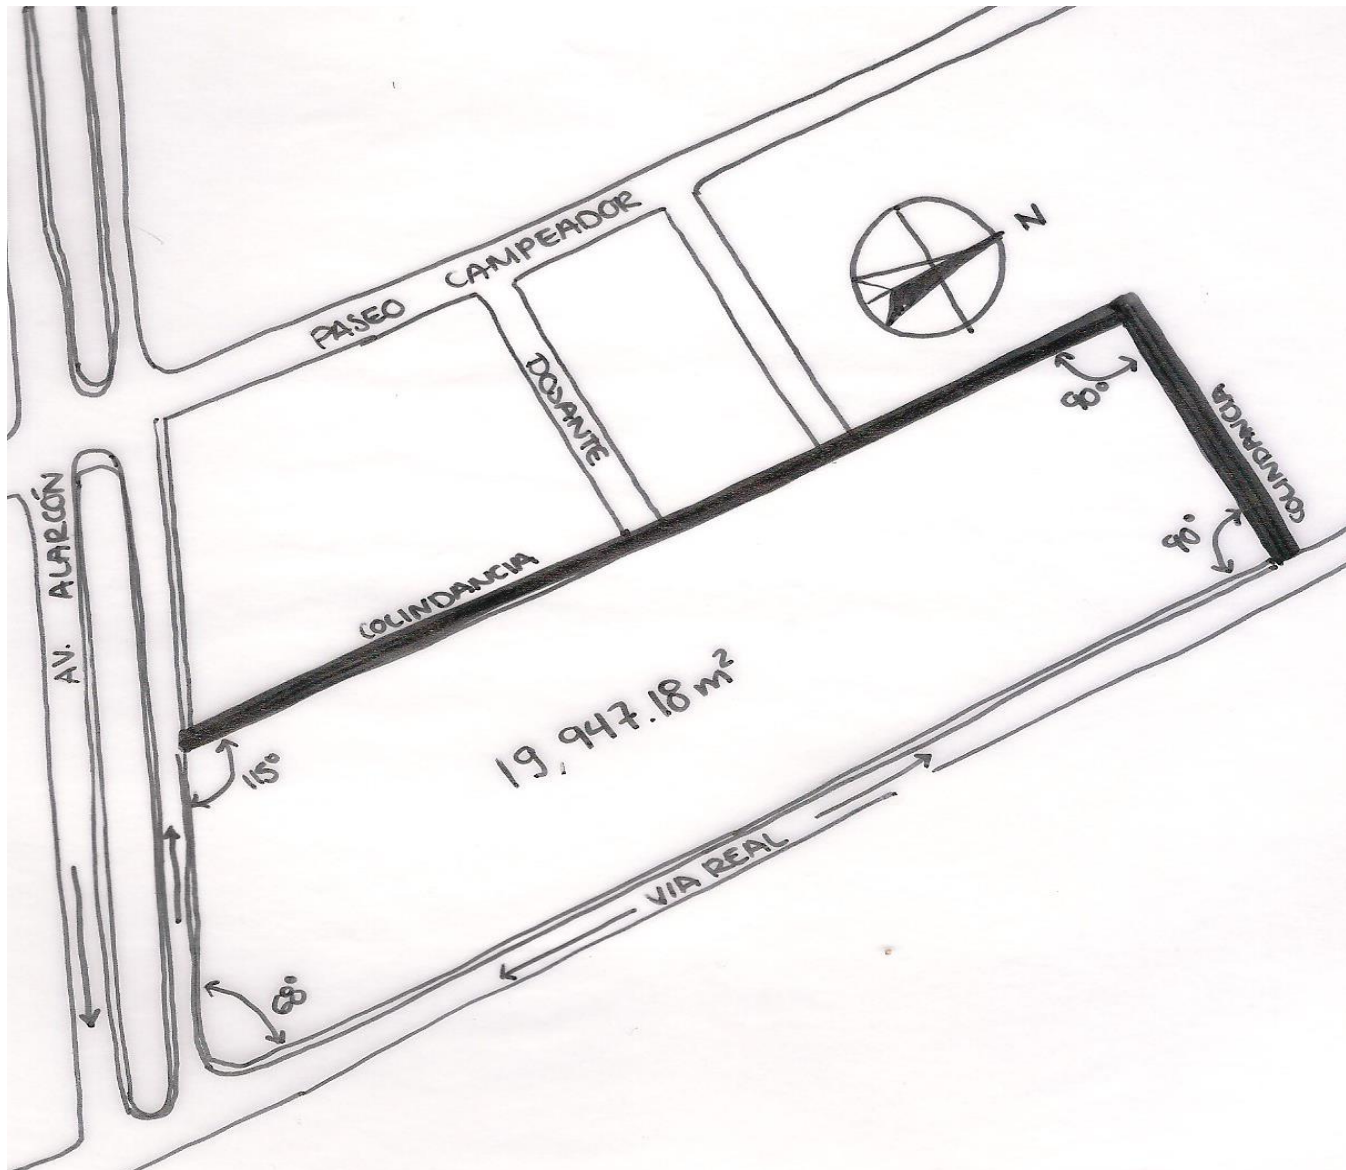 N
PASEO CAMPEADOR
DOSANTE
COLINDANCIA
COLINDANCIA
90°
90°
AV. ALARCÓN
19,947.18 m²
115°
VIA REAL
68°